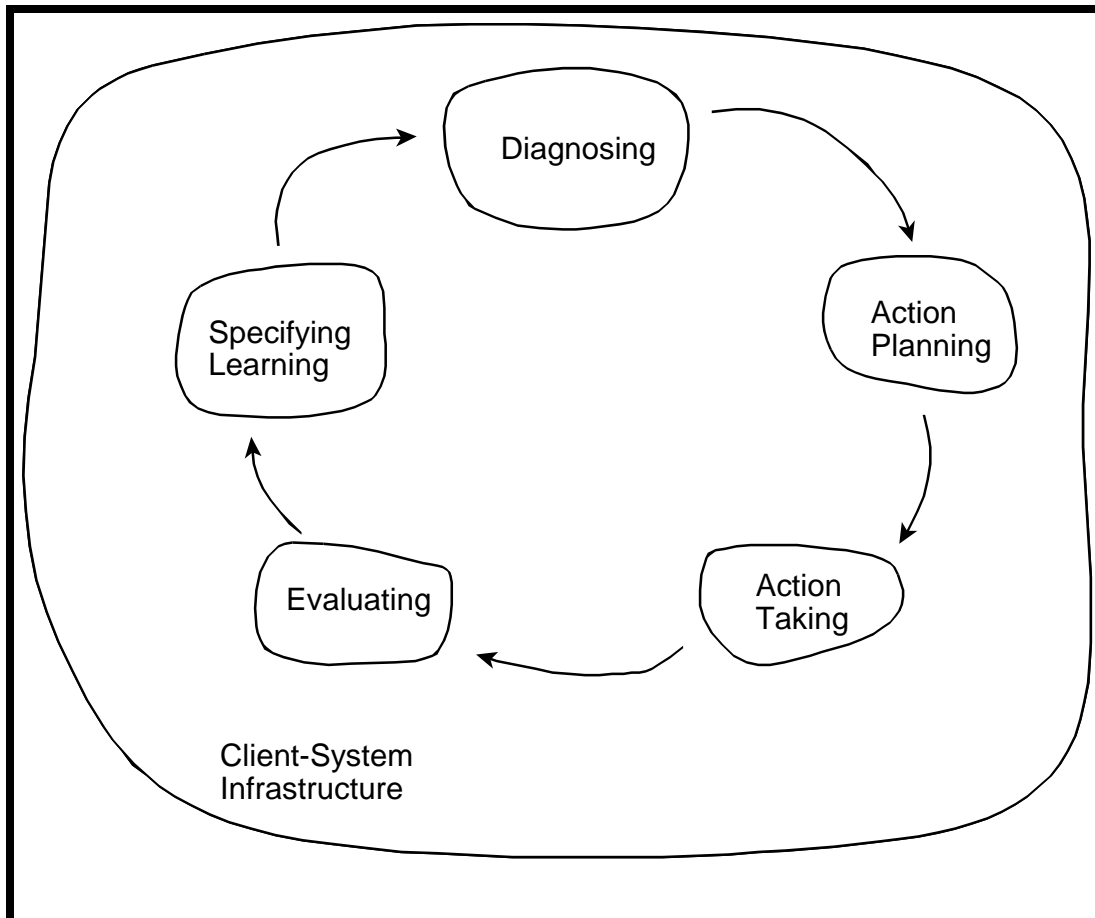 Diagnosing
Action
Planning
Action
Taking
Evaluating
Specifying
Learning
Client-System
Infrastructure